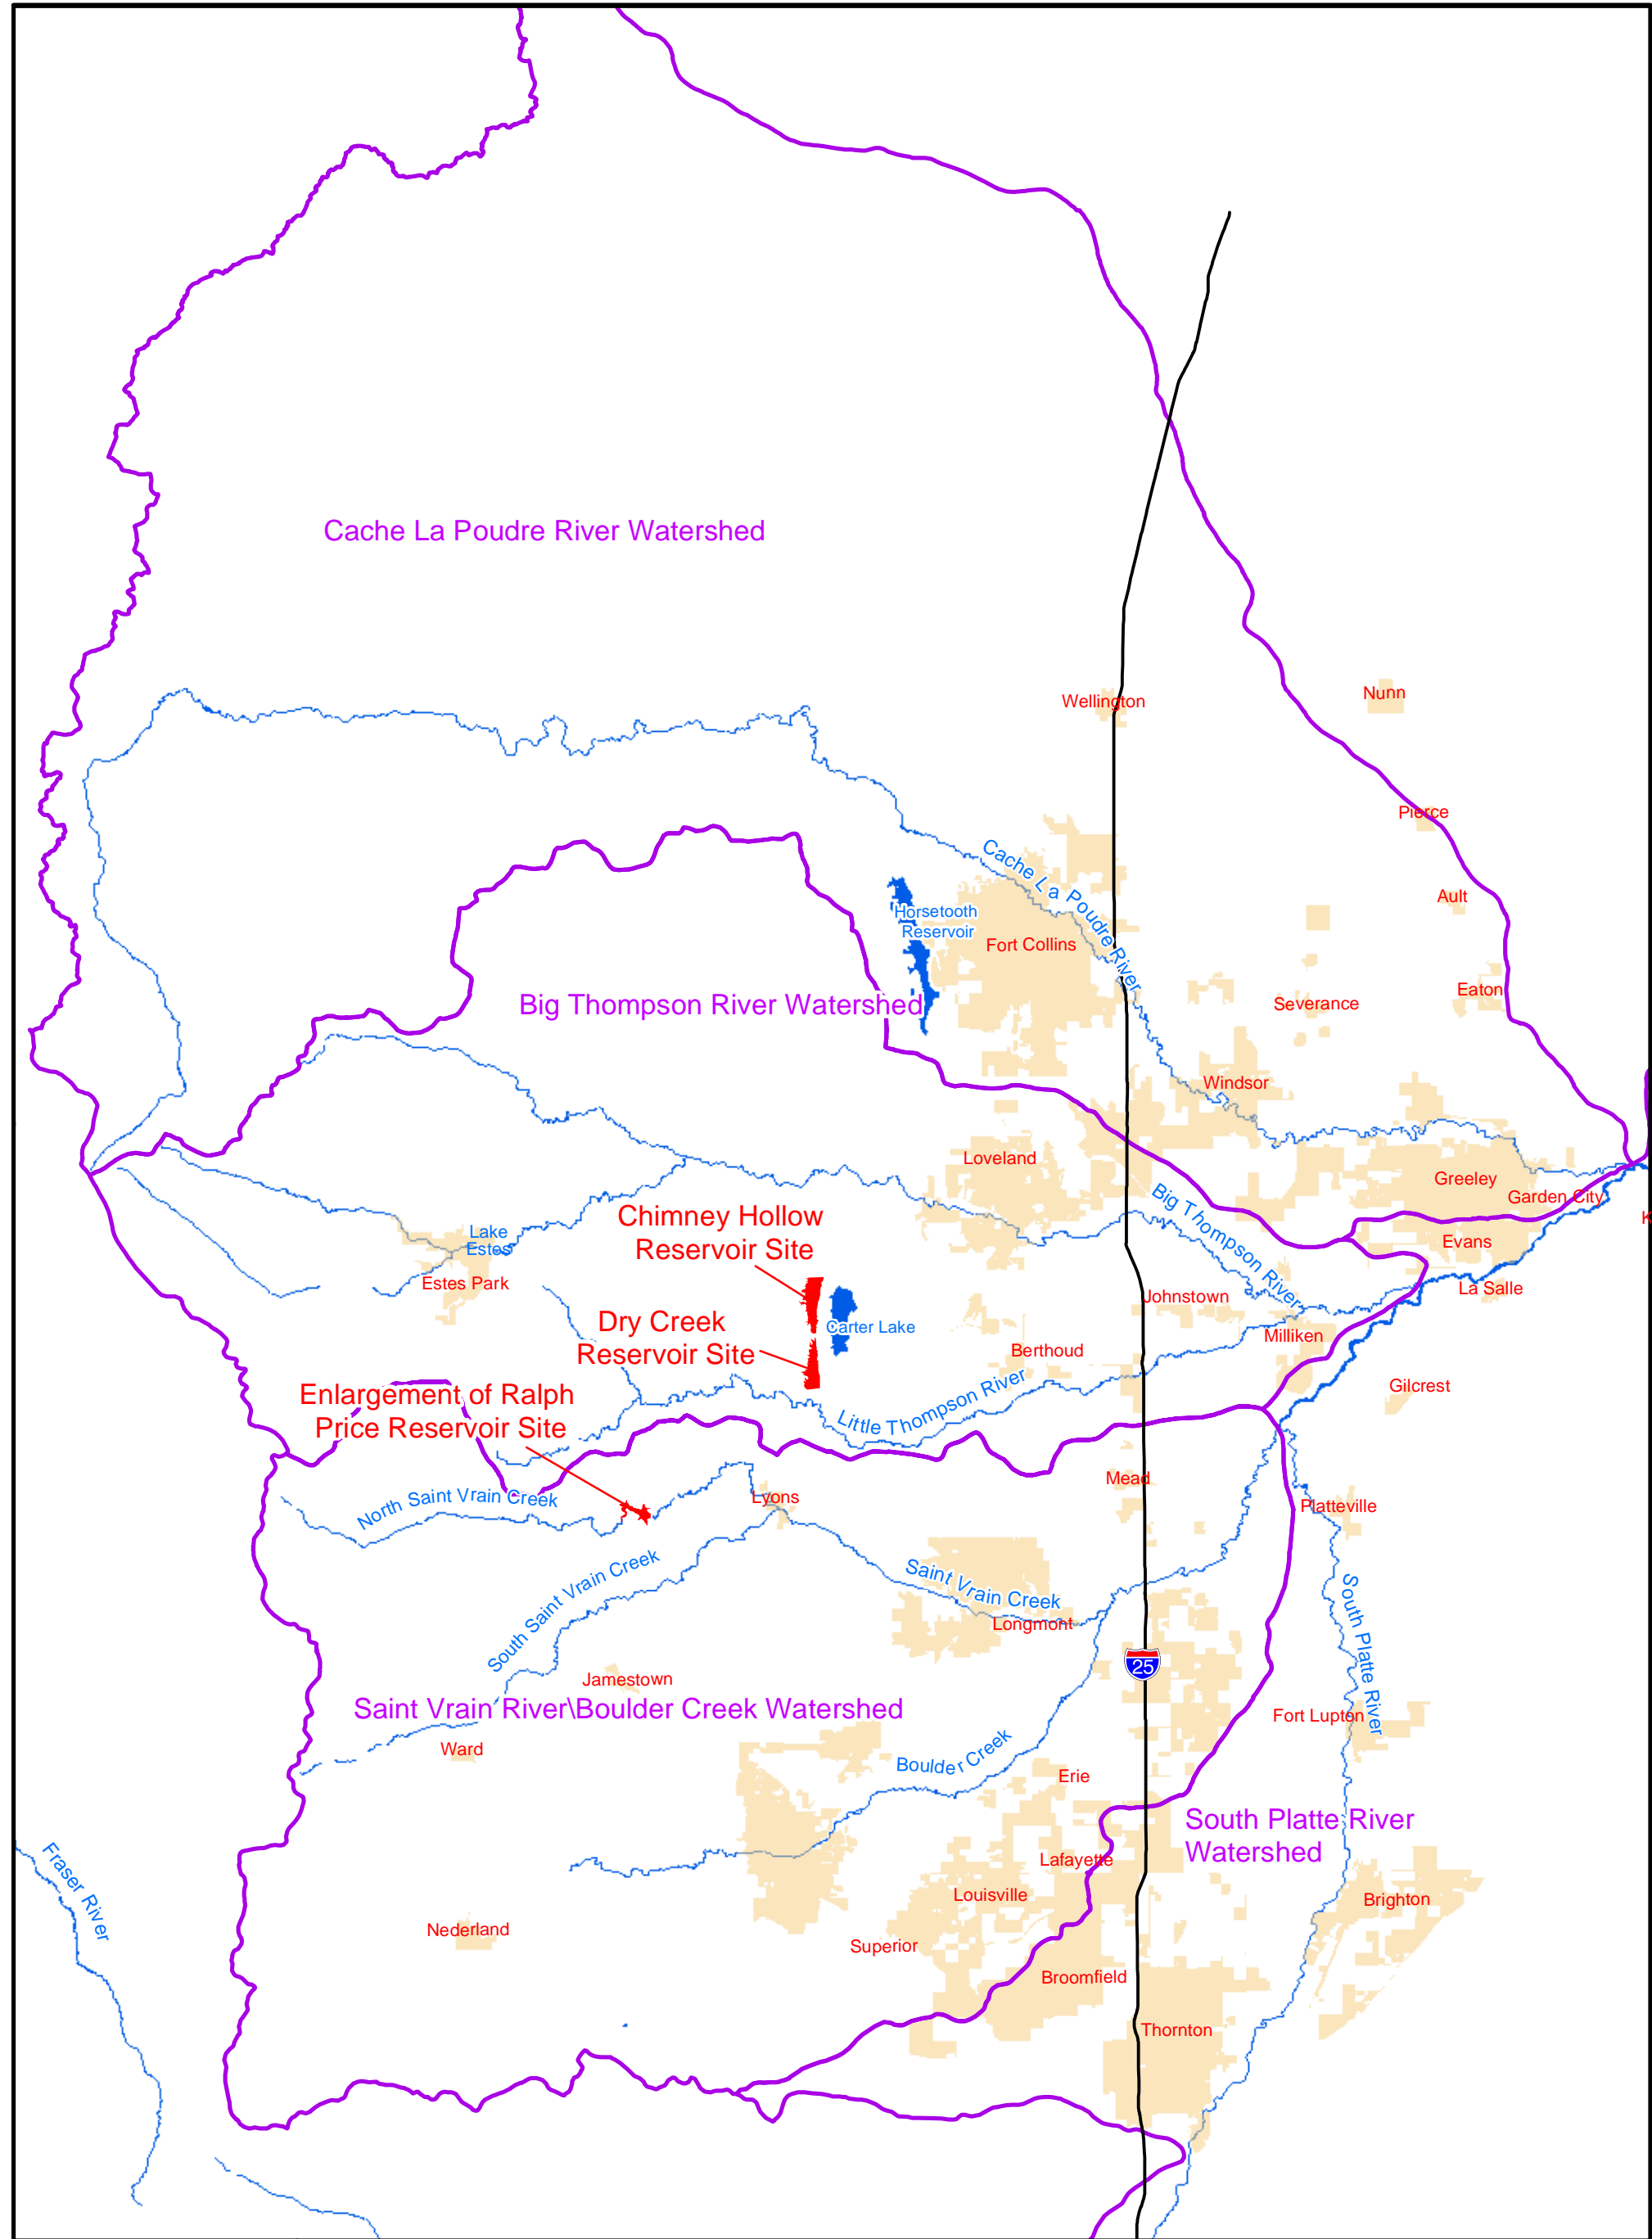 Cache La Poudre River Watershed
Wellington
Nunn
Pierce
Cache La Poudre River
Ault
Horsetooth
Reservoir
Fort Collins
Eaton
Big Thompson River Watershed
Severance
Windsor
Loveland
Greeley
Big Thompson River
Garden City
K
Chimney Hollow
Reservoir Site
Lake
Estes
Evans
Estes Park
La Salle
Johnstown
Dry Creek
Reservoir Site
Carter Lake
Milliken
Berthoud
Gilcrest
Enlargement of Ralph
Price Reservoir Site
Little Thompson River
Mead
North Saint Vrain Creek
Lyons
Platteville
South Saint Vrain Creek
Saint Vrain Creek
Longmont
South Platte River
25
Jamestown
Saint Vrain River\Boulder Creek Watershed
Fort Lupton
Ward
Boulder Creek
Erie
South Platte River
Watershed
Lafayette
Fraser River
Louisville
Brighton
Nederland
Superior
Broomfield
Thornton